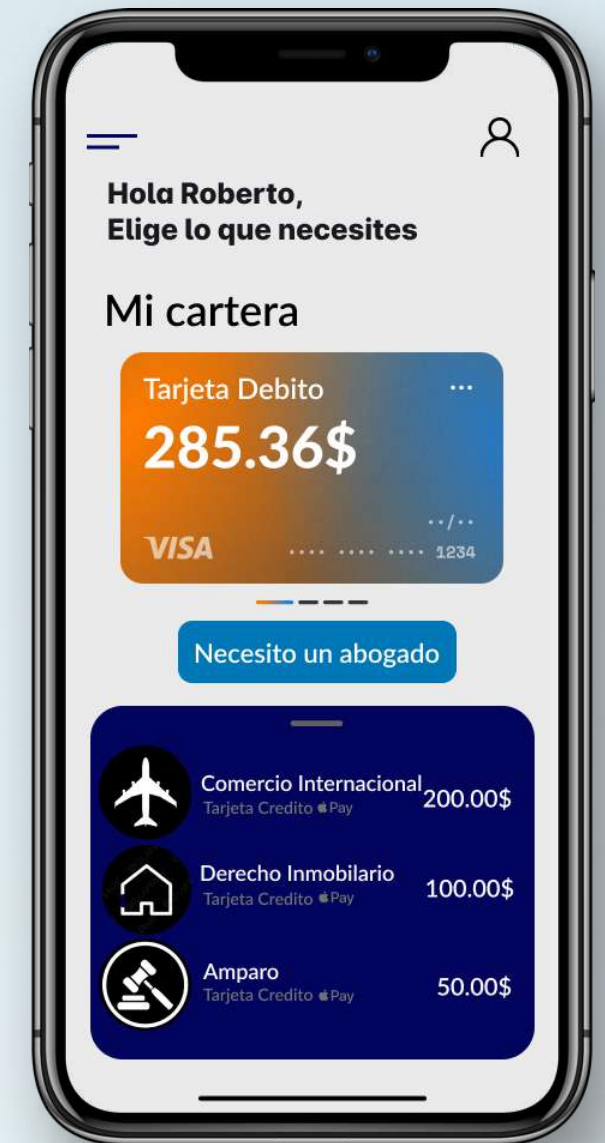 Hola Roberto,
Elige lo que necesites
Mi cartera
Tarjeta Debito ...
285.36$
··/··
VISA ···· ···· ···· 1234
Necesito un abogado
Comercio Internacional 200.00$
Tarjeta Credito Pay
Derecho Inmobilario 100.00$
Tarjeta Credito Pay
Amparo 50.00$
Tarjeta Credito Pay